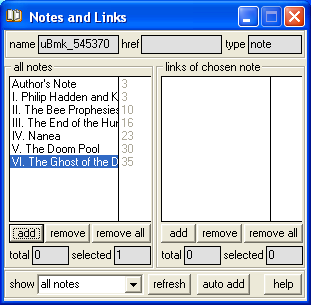 Notes and Links
name uBmk_545370 href type note
all notes links of chosen note
Author's Note 3
I. Philip Hadden and K 3
II. The Bee Prophesies 10
III. The End of the Hur 16
IV. Nanea 23
V. The Doom Pool 30
VI. The Ghost of the D 35
add remove remove all add remove remove all
total 0 selected 1 total 0 selected 0
show all notes refresh auto add help